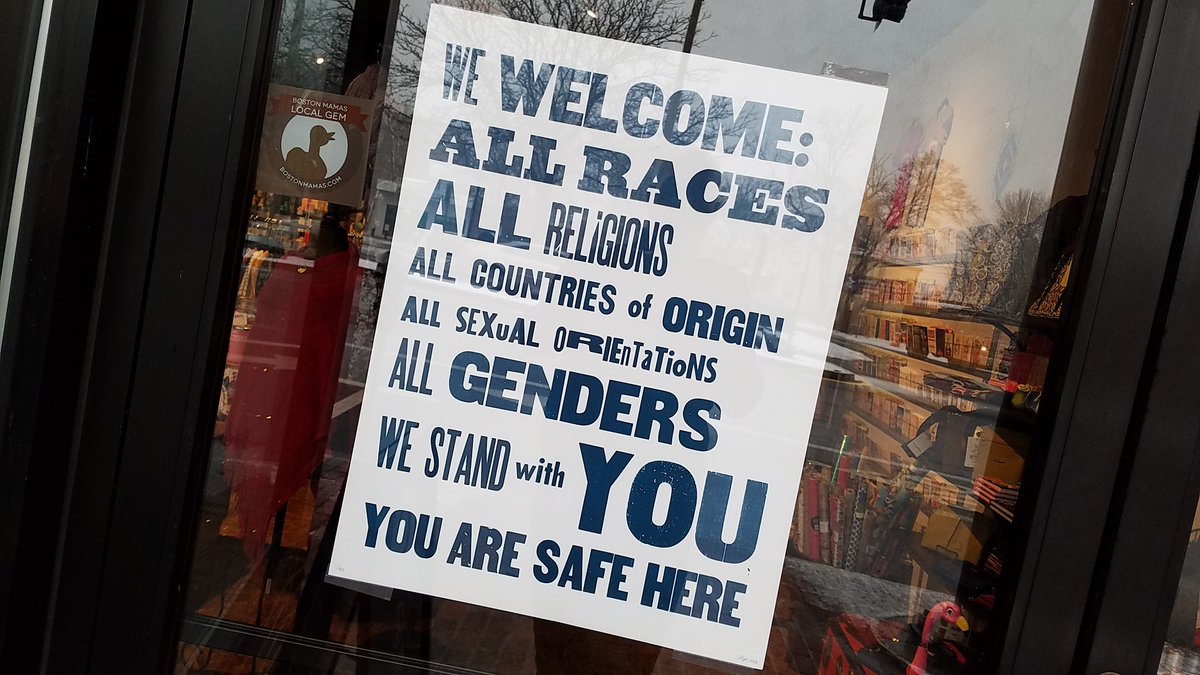 BOSTON MAMAS
LOCAL GEM
BOSTONMAMAS.COM
WE WELCOME:
ALL RACES
ALL RELiGIONS
ALL COUNTRIES of ORIGIN
ALL SEXuAL ORIEnTaTioNS
ALL GENDERS
WE STAND with YOU
YOU ARE SAFE HERE